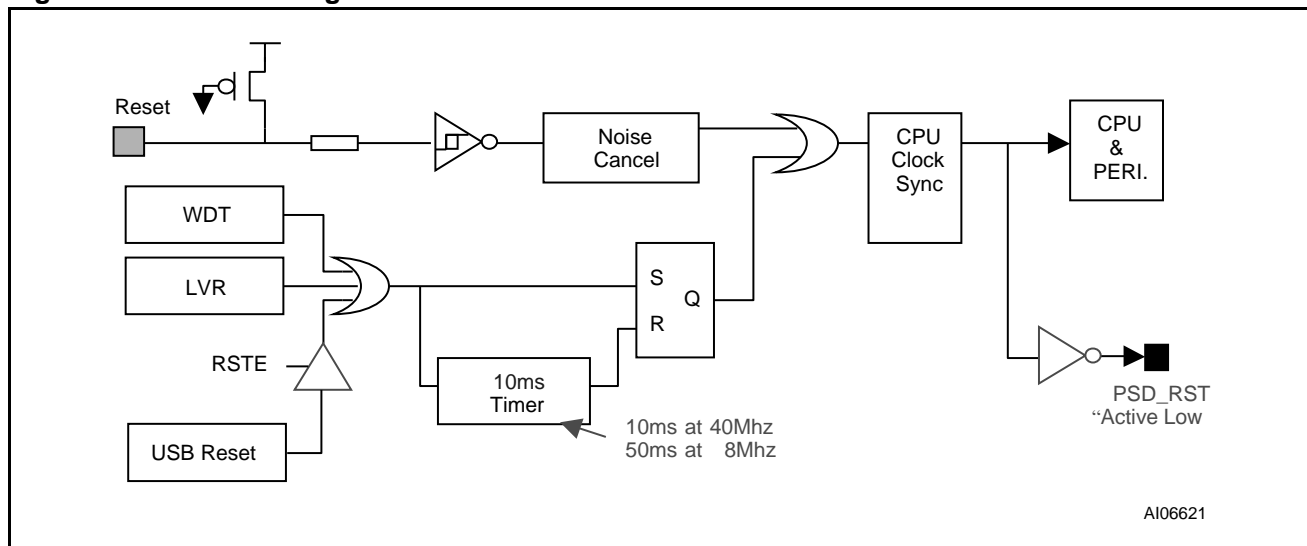 Reset
Noise
Cancel
CPU
Clock
Sync
CPU
&
PERI.
WDT
LVR
S
Q
R
RSTE
10ms
Timer
10ms at 40Mhz
50ms at 8Mhz
USB Reset
PSD_RST
“Active Low
AI06621